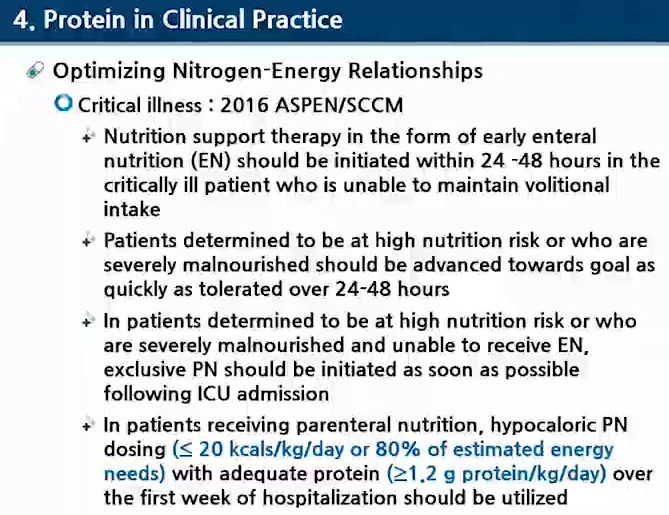 4. Protein in Clinical Practice
Optimizing Nitrogen-Energy Relationships
Critical illness : 2016 ASPEN/SCCM
Nutrition support therapy in the form of early enteral
nutrition (EN) should be initiated within 24 -48 hours in the
critically ill patient who is unable to maintain volitional
intake
Patients determined to be at high nutrition risk or who are
severely malnourished should be advanced towards goal as
quickly as tolerated over 24-48 hours
In patients determined to be at high nutrition risk or who
are severely malnourished and unable to receive EN,
exclusive PN should be initiated as soon as possible
following ICU admission
In patients receiving parenteral nutrition, hypocaloric PN
dosing (≤ 20 kcals/kg/day or 80% of estimated energy
needs) with adequate protein (≥1.2 g protein/kg/day) over
the first week of hospitalization should be utilized